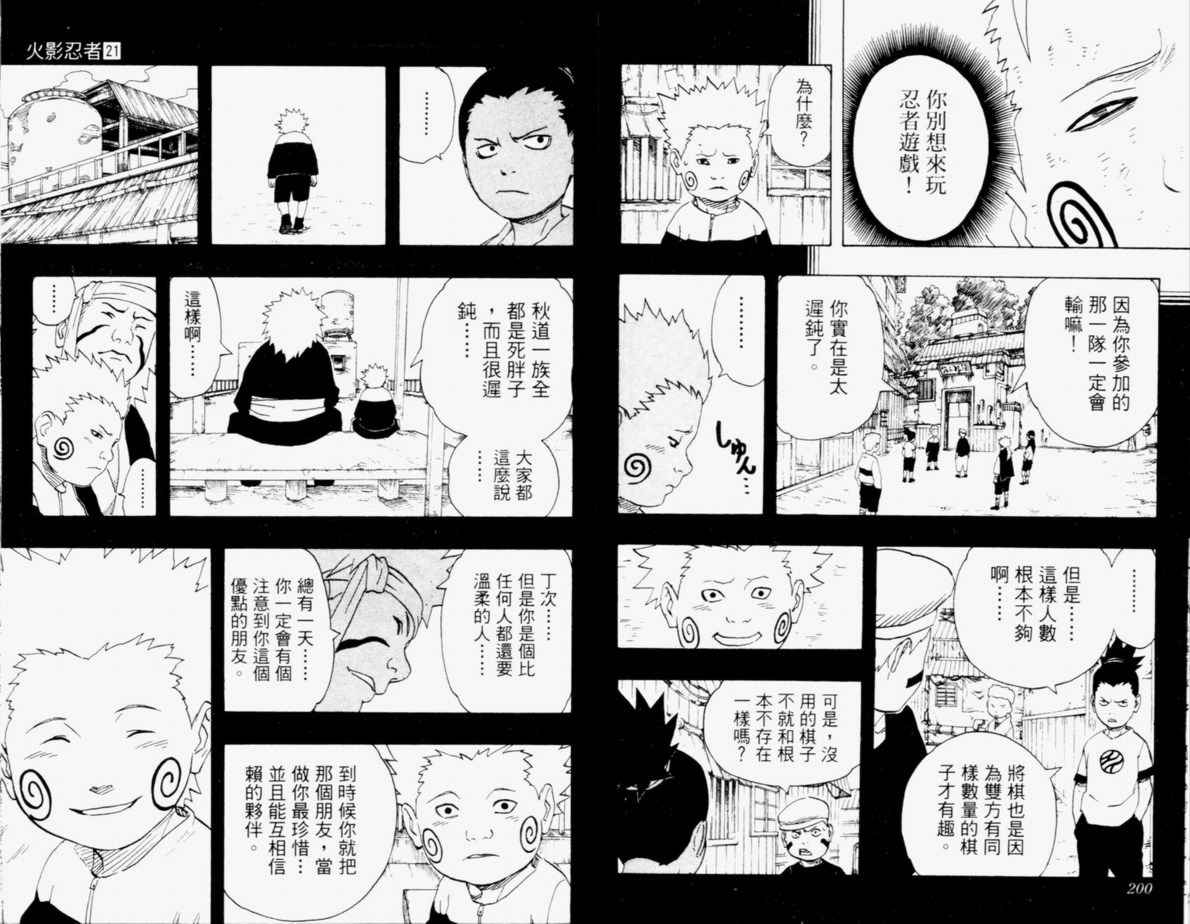 你別想來玩
忍者遊戲！
為什麼？
因為你參加的
那一隊一定會
輸嘛！
你實在是太
遲鈍了。
………
しゅん…
………
但是……
這樣人數
根本不夠
啊……
將棋也是因
為雙方有同
樣數量的棋
子才有趣。
可是，沒
用的棋子
不就和根
本不存在
一樣嗎？
200
火影忍者21
………
秋道一族全
都是死胖子
，而且很遲
鈍……
大家都
這麼說
……
這樣啊……
……
……
丁次……
但是你是個比
任何人都還要
溫柔的人……
總有一天……
你一定會有個
注意到你這個
優點的朋友。
到時候你就把
那個朋友，當
做你最珍惜…
並且能互相信
賴的夥伴。